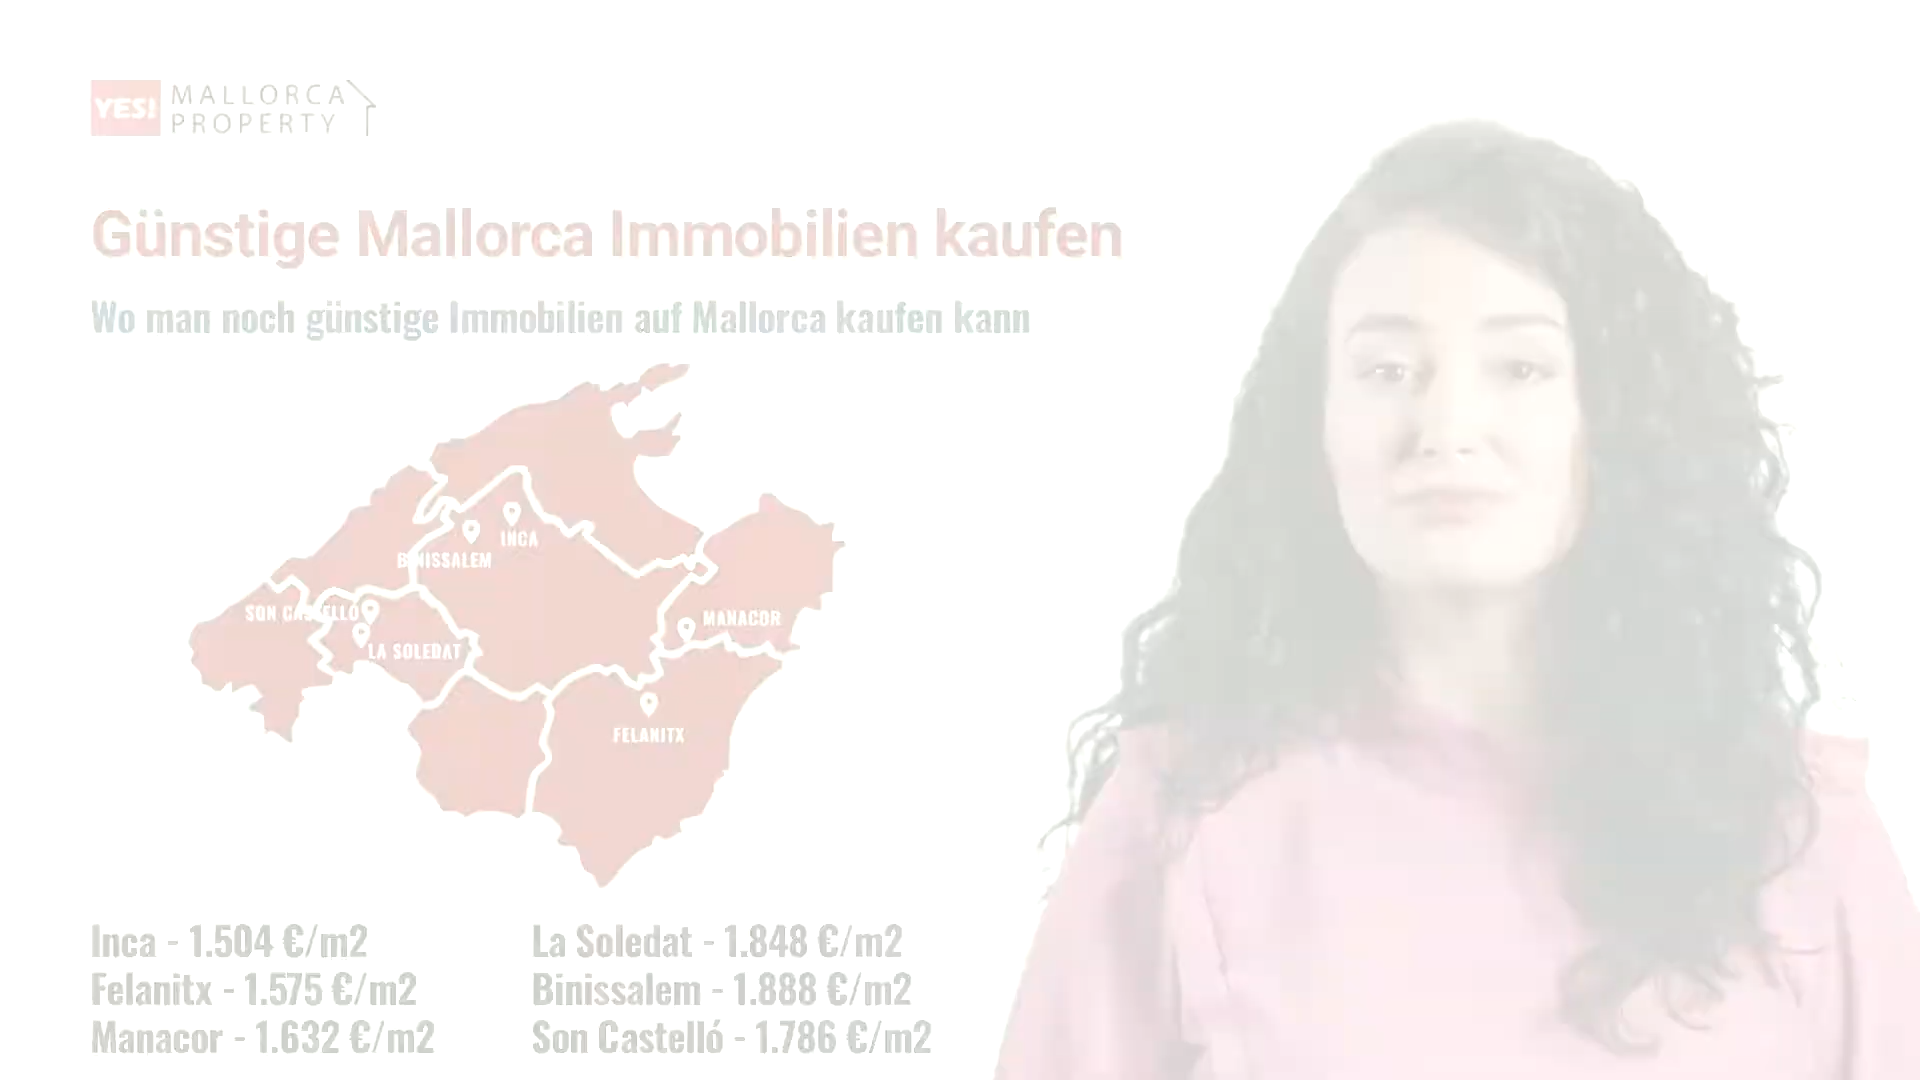 YES! MALLORCA
PROPERTY
Günstige Mallorca Immobilien kaufen
Wo man noch günstige Immobilien auf Mallorca kaufen kann
INCA
BINISSALEM
SON CASTELLÓ
MANACOR
LA SOLEDAT
FELANITX
Inca - 1.504 €/m2
Felanitx - 1.575 €/m2
Manacor - 1.632 €/m2
La Soledat - 1.848 €/m2
Binissalem - 1.888 €/m2
Son Castelló - 1.786 €/m2